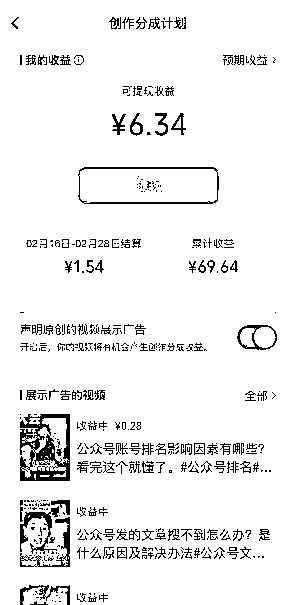 创作分成计划
我的收益
预期收益 >
可提现收益
¥6.34
02月16日-02月28日结算
累计收益
¥1.54
¥69.64
声明原创的视频展示广告
开启后，你的视频将有机会产生创作分成收益。
展示广告的视频
全部 >
收益中 ¥0.28
公众号账号排名影响因素有哪些？
看完这个就懂了。#公众号排名#...
收益中
公众号发的文章搜不到怎么办？是
什么原因及解决办法#公众号文...
收益中